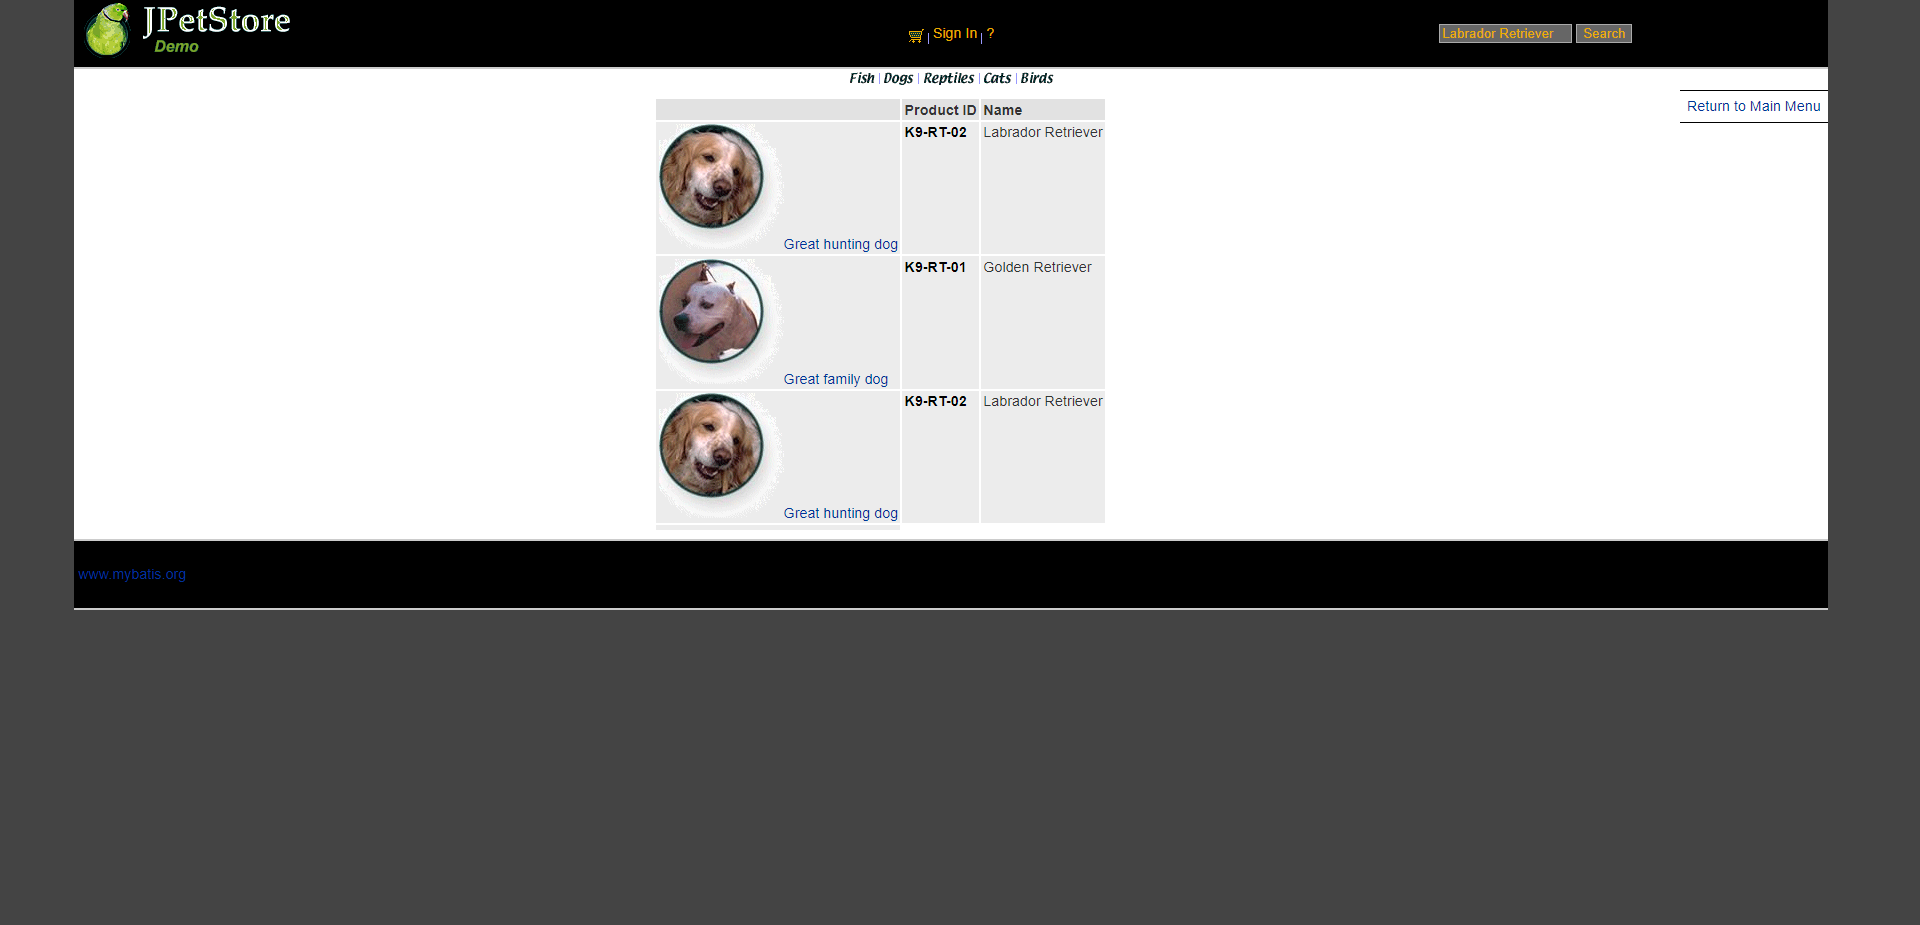 JPetStore
Demo
Sign In | ?
Labrador Retriever Search
Fish | Dogs | Reptiles | Cats | Birds
Return to Main Menu
Product ID Name
K9-RT-02 Labrador Retriever
Great hunting dog
K9-RT-01 Golden Retriever
Great family dog
K9-RT-02 Labrador Retriever
Great hunting dog
www.mybatis.org